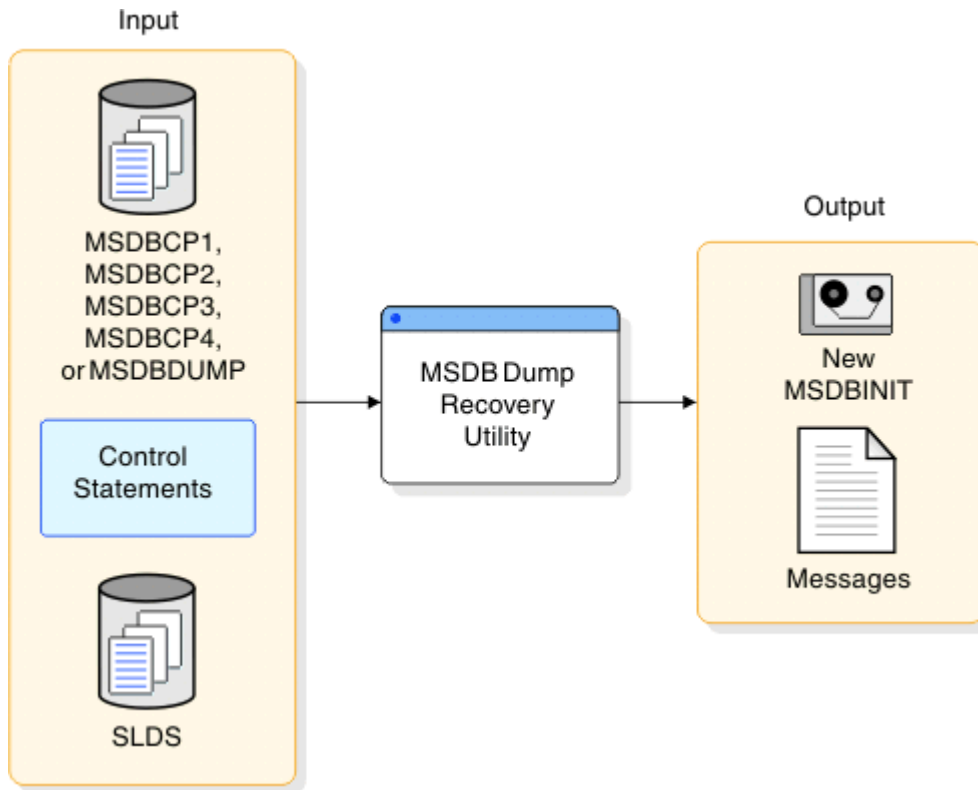 Input
MSDBCP1,
MSDBCP2,
MSDBCP3,
MSDBCP4,
or MSDBDUMP
Control
Statements
SLDS
MSDB Dump
Recovery
Utility
Output
New
MSDBINIT
Messages